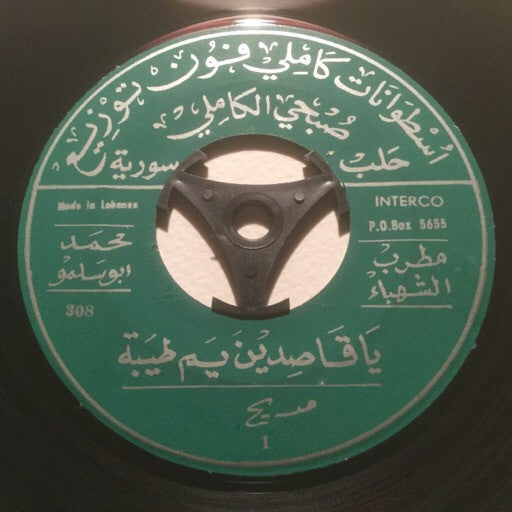 اسطوانات كاملي فون توزيع
صبحي الكاملي
حلب - سورية
Made in Lebanon
INTERCO
P.O.Box 5655
مطرب
الشهباء
محمد
ابو سلمو
308
يا قاصدين يم طيبة
مديح
1